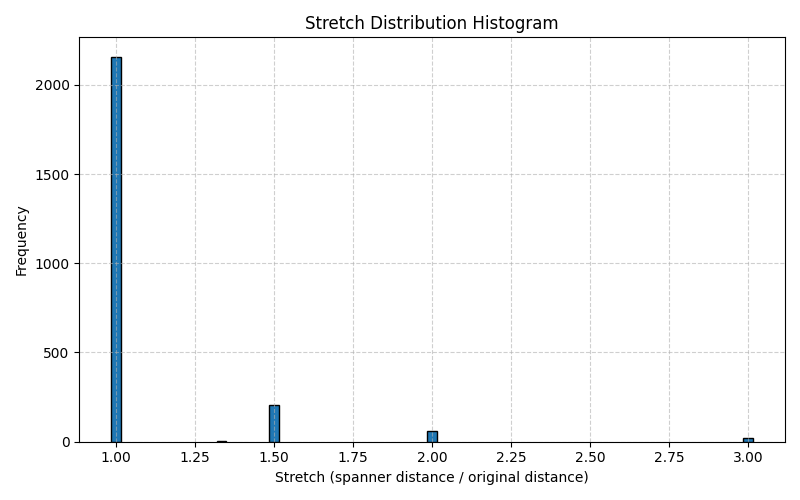 Stretch Distribution Histogram
Frequency
2000
1500
1000
500
0
1.00 1.25 1.50 1.75 2.00 2.25 2.50 2.75 3.00
Stretch (spanner distance / original distance)